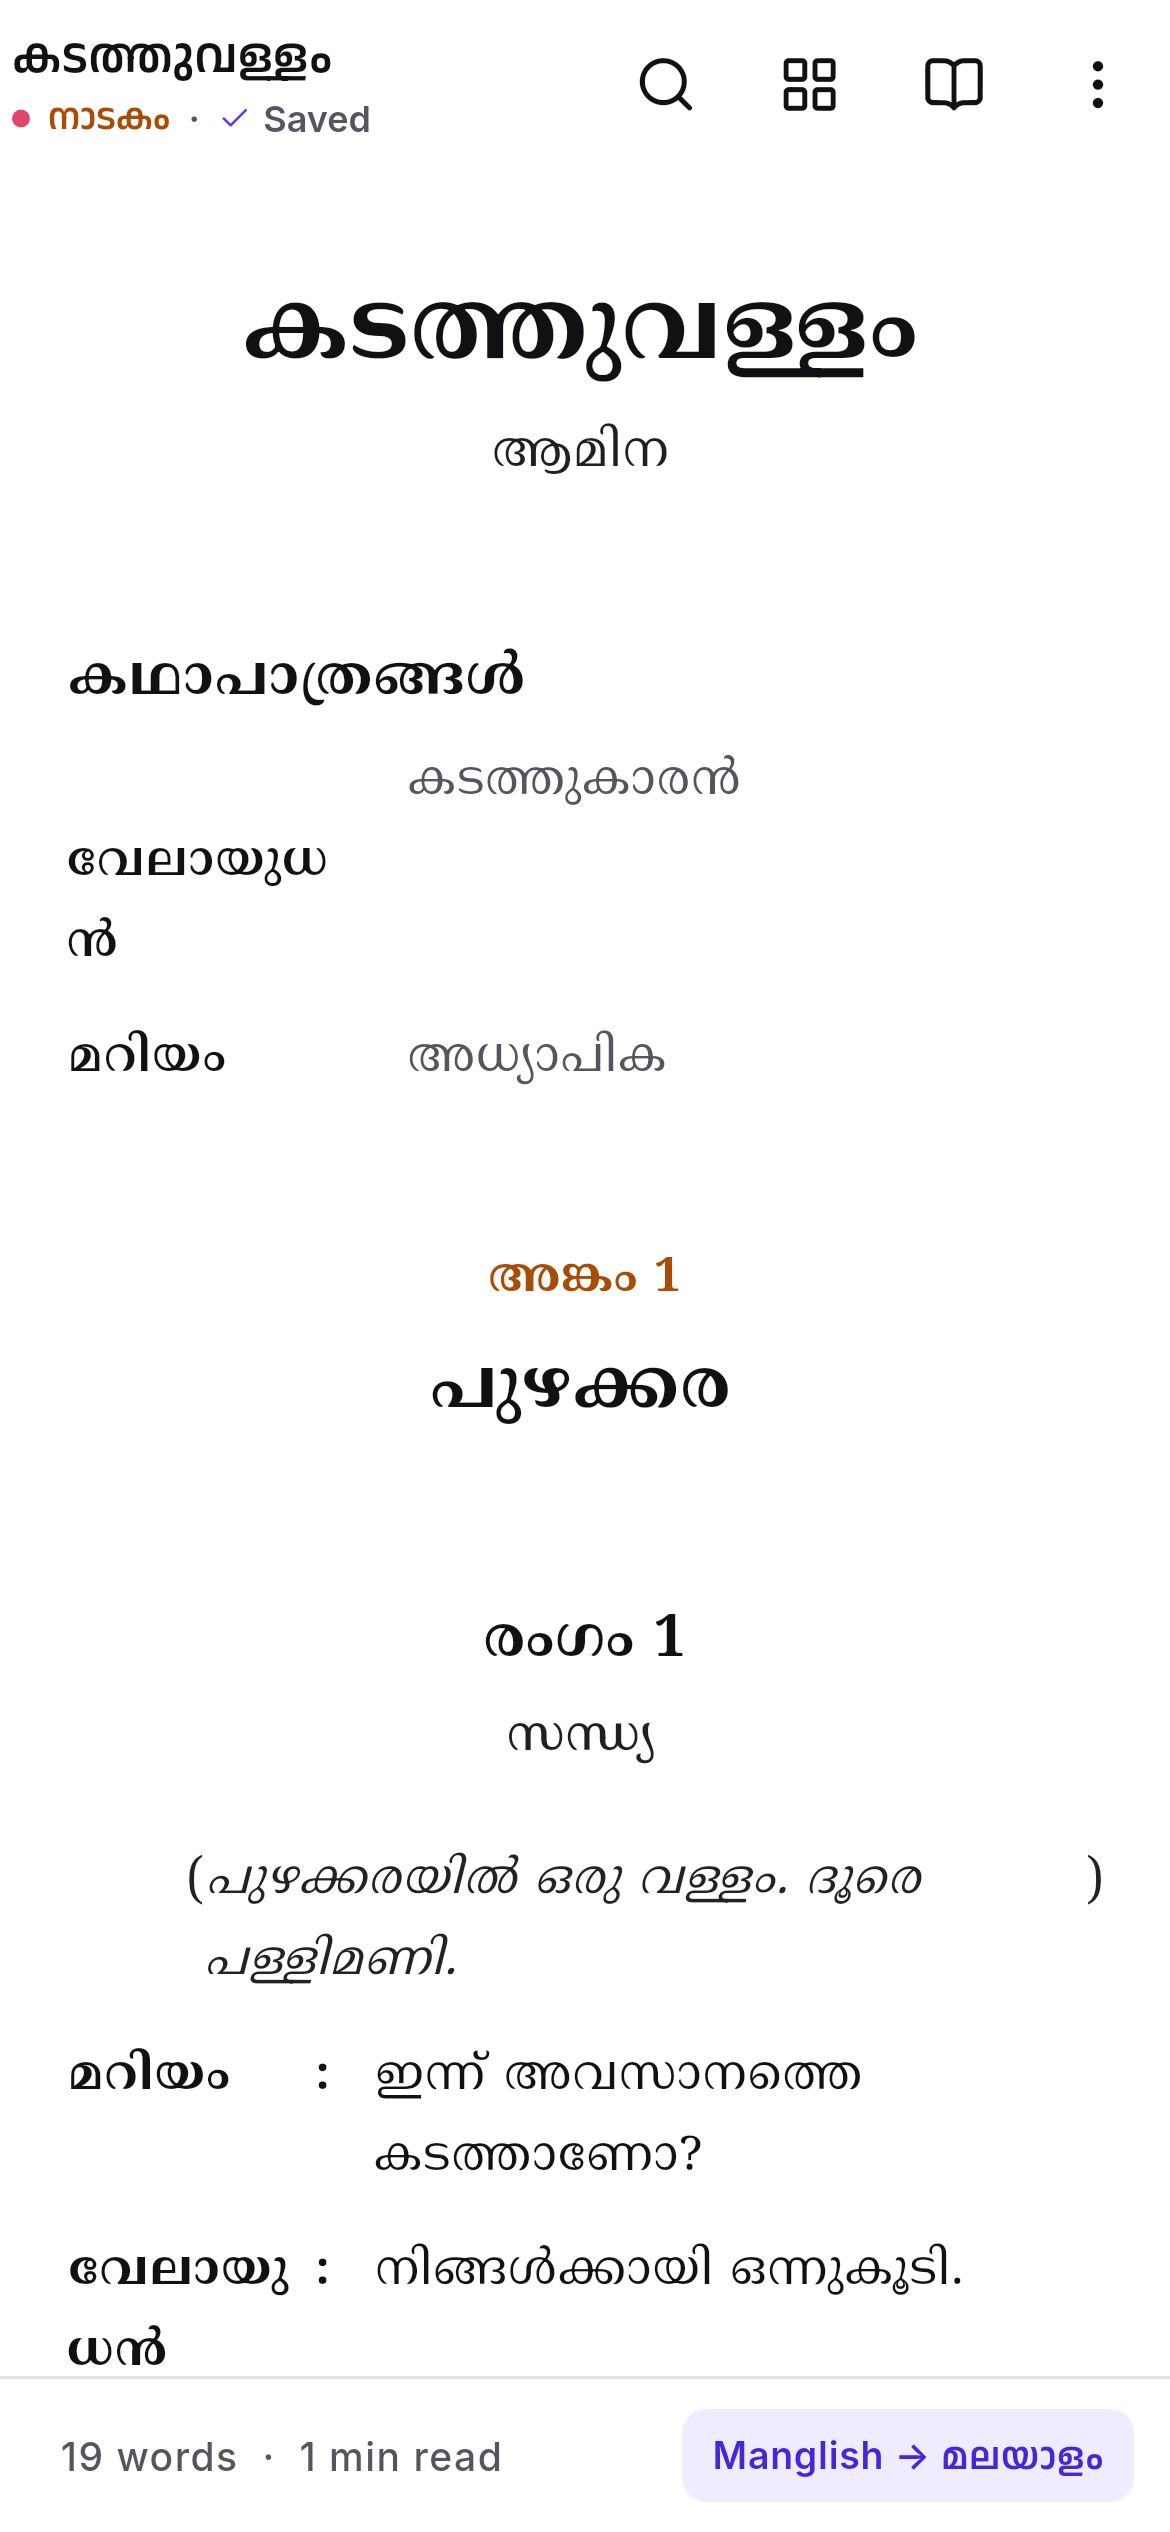 കടത്തുവള്ളം
നാടകം · ✓ Saved
കടത്തുവള്ളം
ആമിന
കഥാപാത്രങ്ങൾ
കടത്തുകാരൻ
വേലായുധ
ൻ
മറിയം അധ്യാപിക
അങ്കം 1
പുഴക്കര
രംഗം 1
സന്ധ്യ
(പുഴക്കരയിൽ ഒരു വള്ളം. ദൂരെ )
പള്ളിമണി.
മറിയം : ഇന്ന് അവസാനത്തെ
കടത്താണോ?
വേലായു : നിങ്ങൾക്കായി ഒന്നുകൂടി.
ധൻ
19 words · 1 min read Manglish → മലയാളം